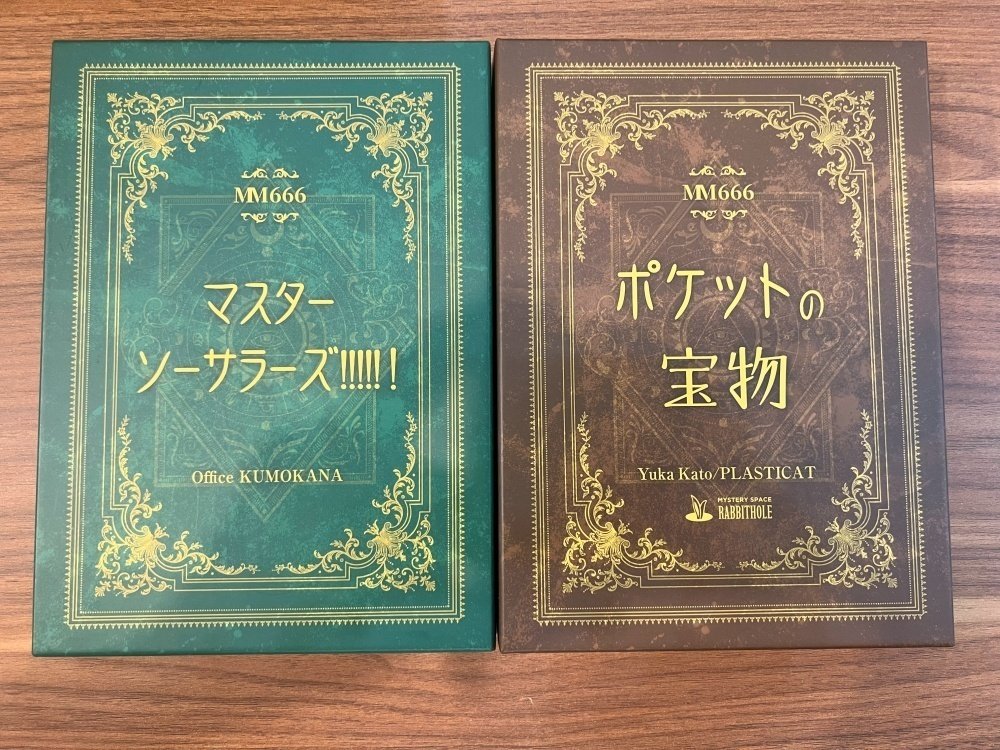 MM666
マスター
ソーサラーズ!!!!!!
Office KUMOKANA
MM666
ポケットの
宝物
Yuka Kato/PLASTICAT
MYSTERY SPACE
RABBITHOLE